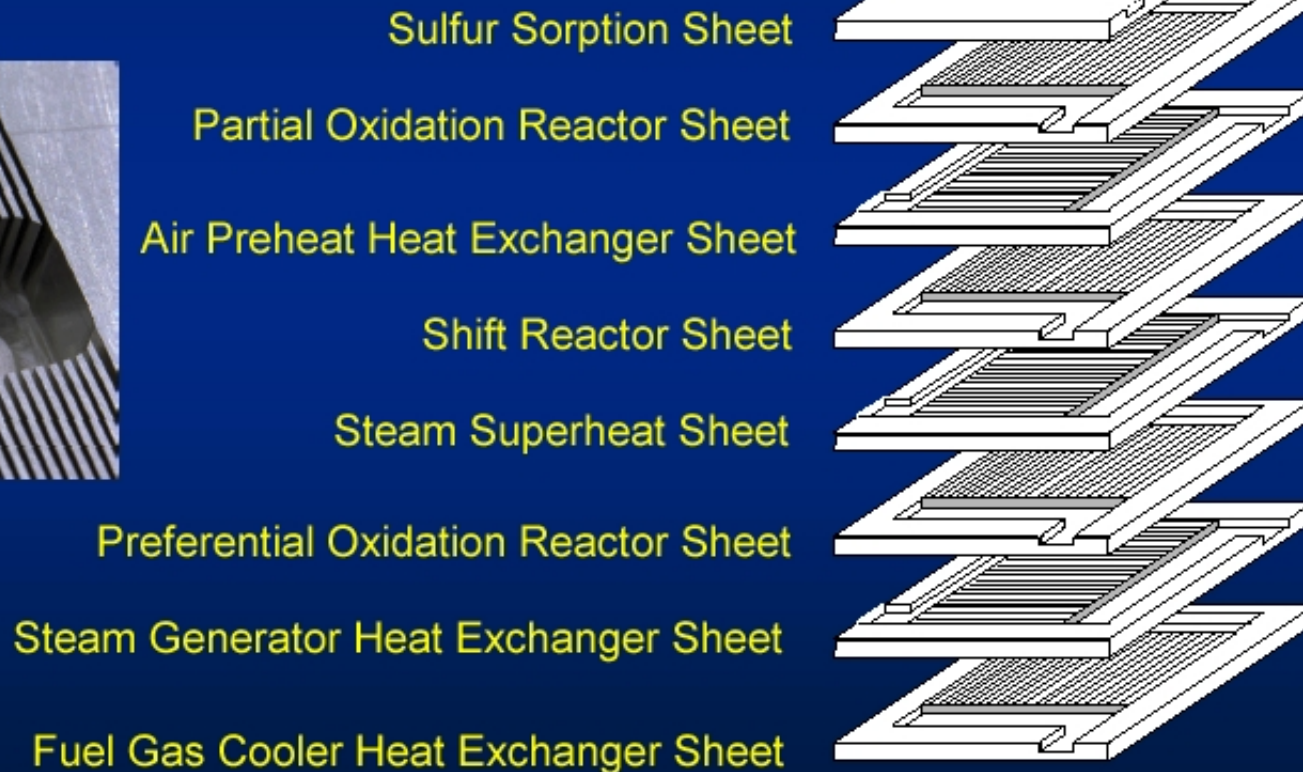 Sulfur Sorption Sheet
Partial Oxidation Reactor Sheet
Air Preheat Heat Exchanger Sheet
Shift Reactor Sheet
Steam Superheat Sheet
Preferential Oxidation Reactor Sheet
Steam Generator Heat Exchanger Sheet
Fuel Gas Cooler Heat Exchanger Sheet